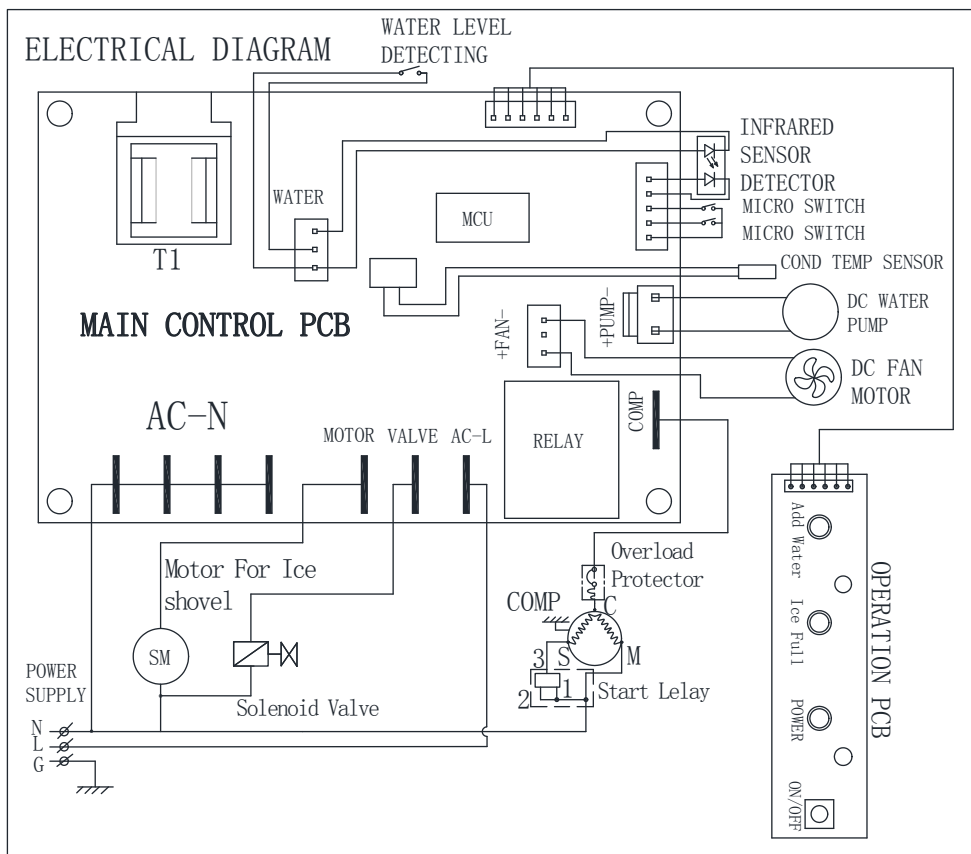 ELECTRICAL DIAGRAM
WATER LEVEL
DETECTING
INFRARED
SENSOR
DETECTOR
MICRO SWITCH
MICRO SWITCH
WATER
MCU
T1
COND TEMP SENSOR
MAIN CONTROL PCB
+FAN-
+PUMP-
DC WATER
PUMP
DC FAN
MOTOR
AC-N
MOTOR
VALVE
AC-L
RELAY
COMP
Motor For Ice
shovel
SM
Solenoid Valve
POWER
SUPPLY
N
L
G
Overload
Protector
COMP
C
S
M
3
2
1
Start Lelay
Add Water
Ice Full
POWER
ON/OFF
OPERATION PCB